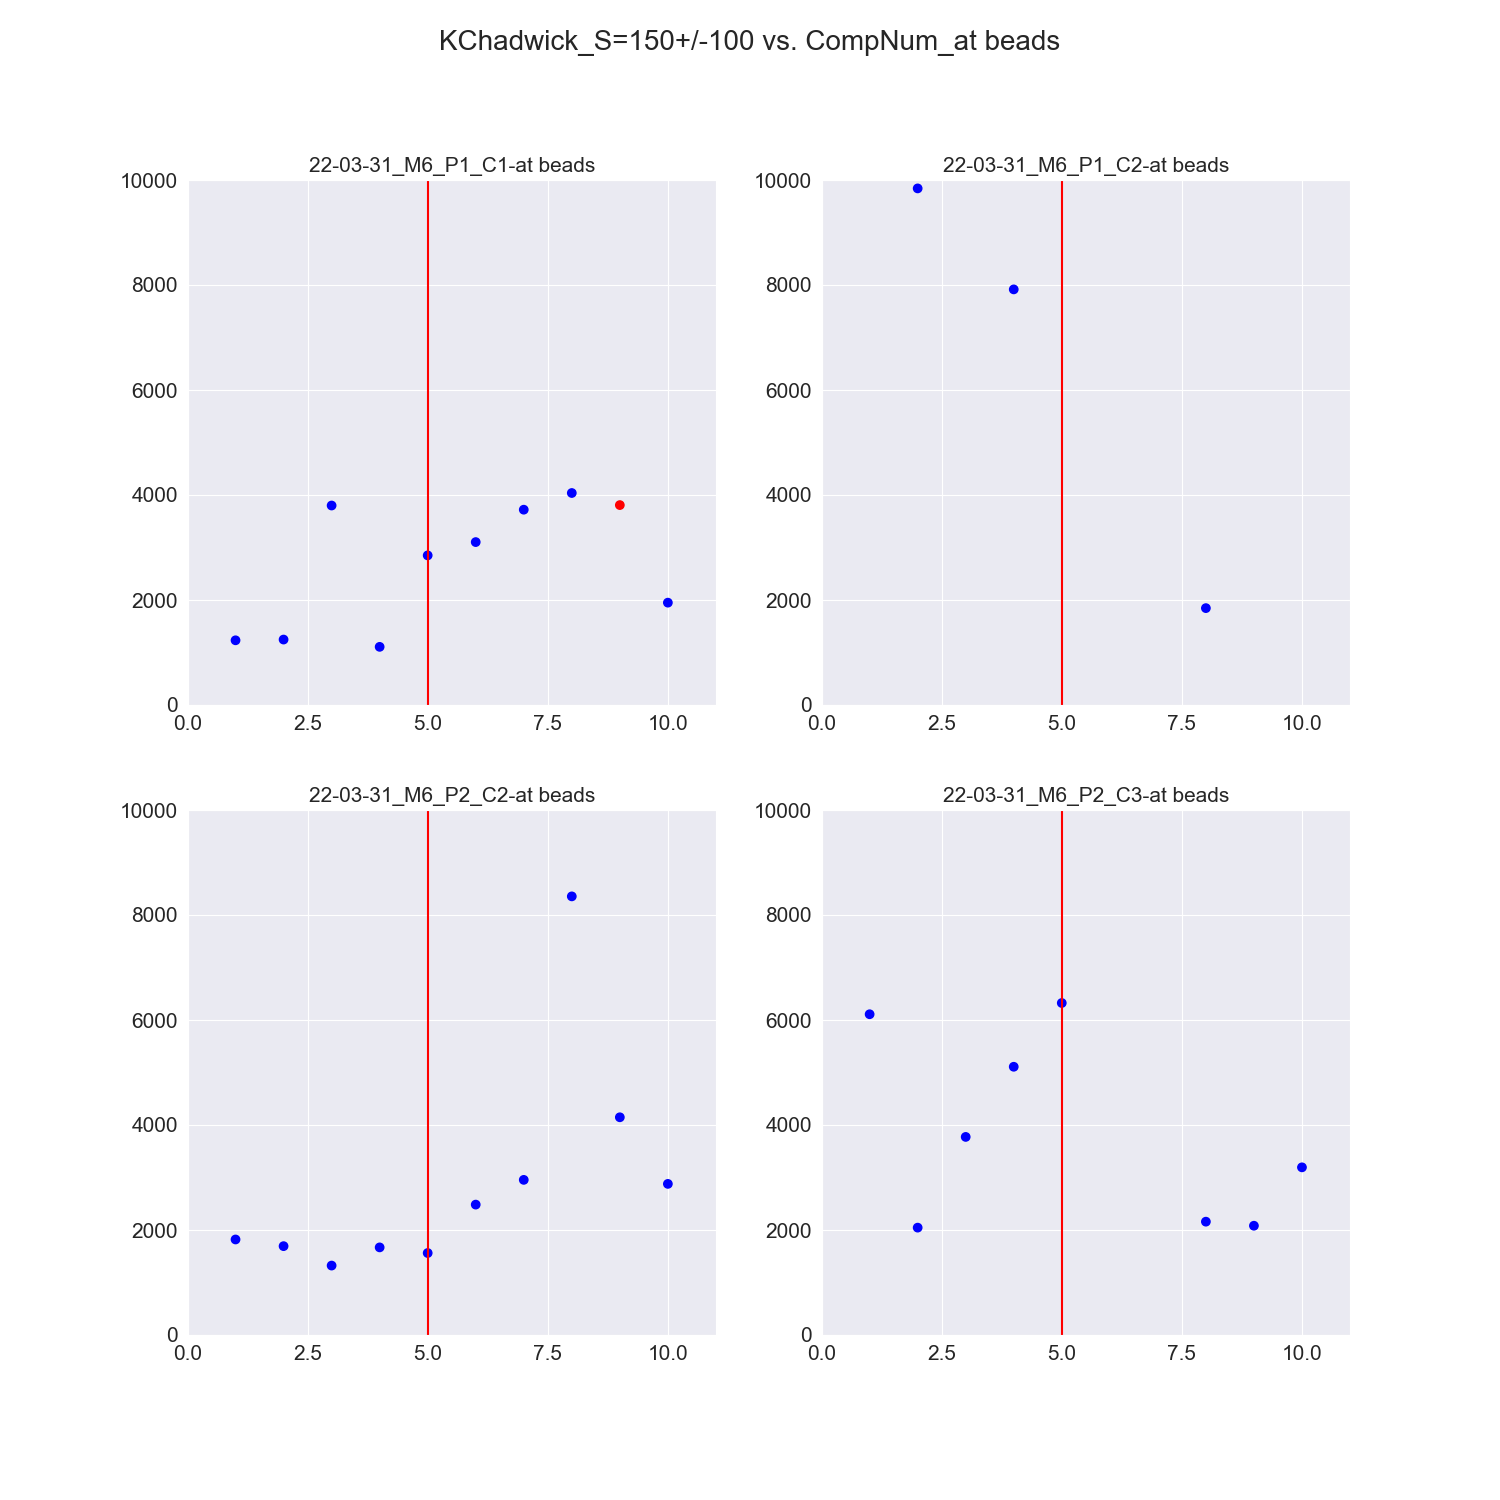 KChadwick_S=150+/-100 vs. CompNum_at beads
22-03-31_M6_P1_C1-at beads
10000
8000
6000
4000
2000
0
0.0 2.5 5.0 7.5 10.0
22-03-31_M6_P1_C2-at beads
10000
8000
6000
4000
2000
0
0.0 2.5 5.0 7.5 10.0
22-03-31_M6_P2_C2-at beads
10000
8000
6000
4000
2000
0
0.0 2.5 5.0 7.5 10.0
22-03-31_M6_P2_C3-at beads
10000
8000
6000
4000
2000
0
0.0 2.5 5.0 7.5 10.0